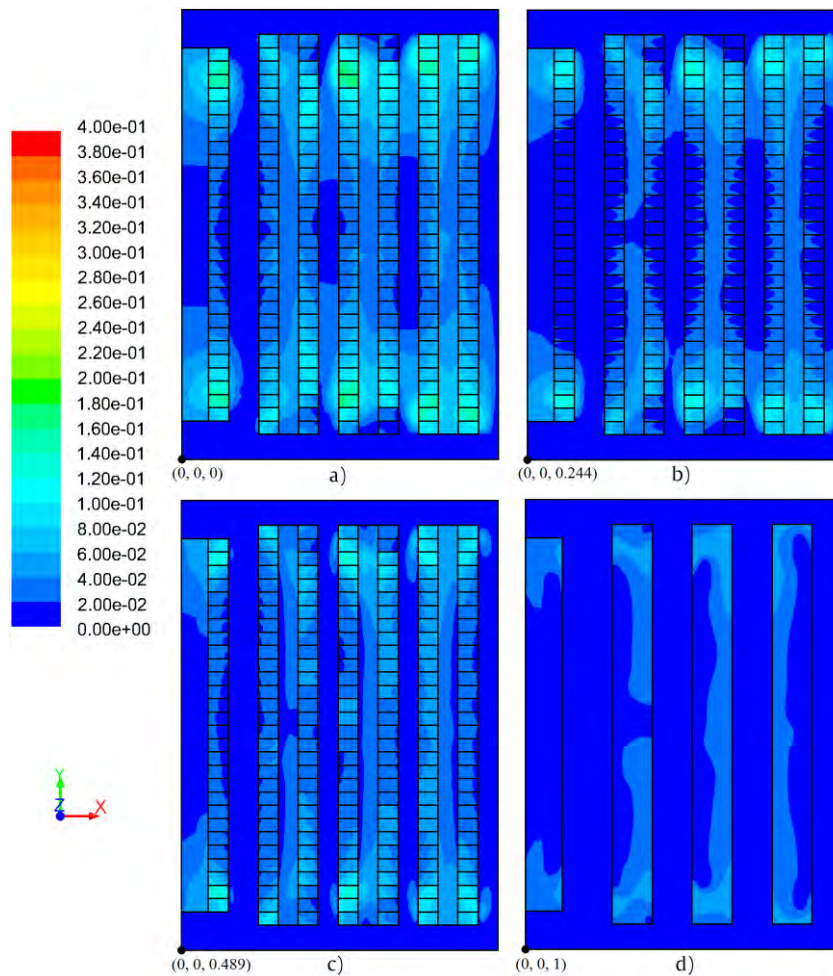 4.00e-01
3.80e-01
3.60e-01
3.40e-01
3.20e-01
3.00e-01
2.80e-01
2.60e-01
2.40e-01
2.20e-01
2.00e-01
1.80e-01
1.60e-01
1.40e-01
1.20e-01
1.00e-01
8.00e-02
6.00e-02
4.00e-02
2.00e-02
0.00e+00
Y
Z
X
(0, 0, 0)
a)
(0, 0, 0.244)
b)
(0, 0, 0.489)
c)
(0, 0, 1)
d)